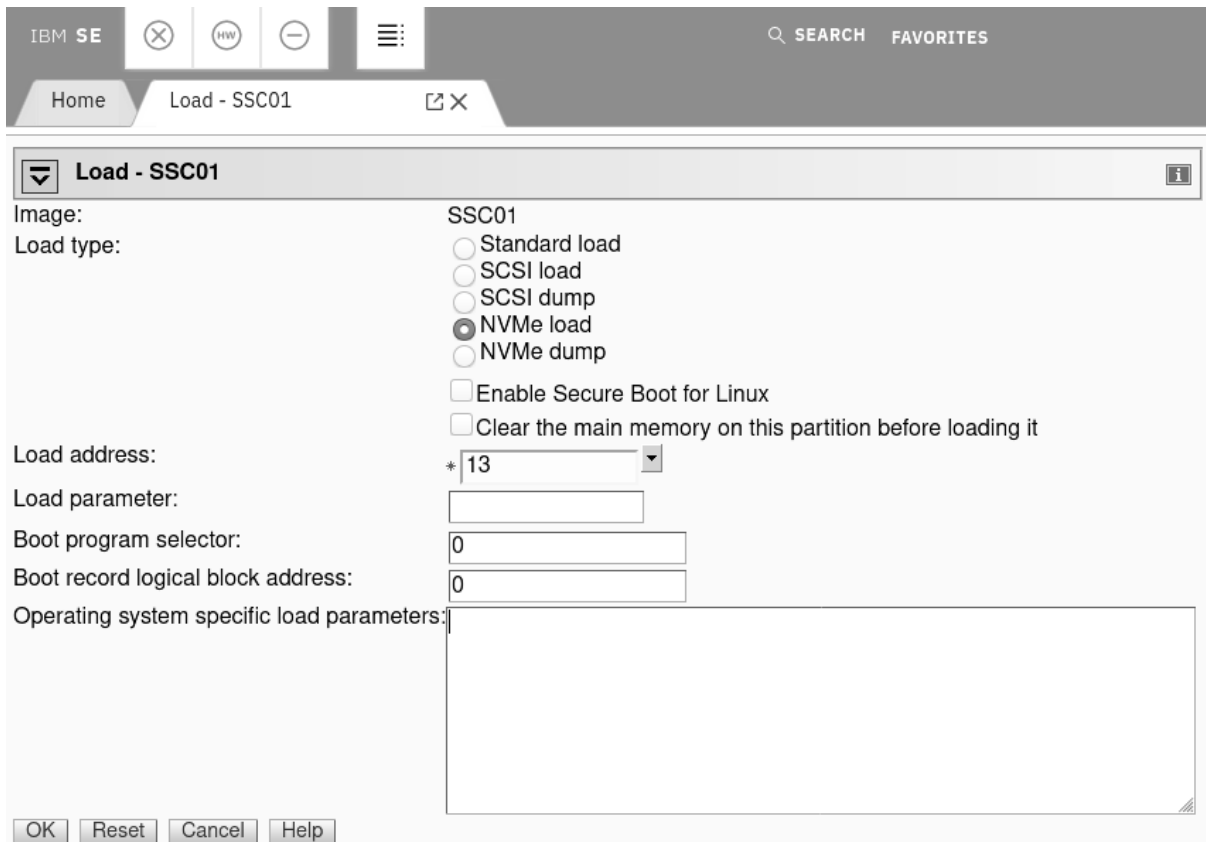 IBM SE HW SEARCH FAVORITES
Home Load - SSC01
Load - SSC01 i
Image: SSC01
Load type: Standard load
SCSI load
SCSI dump
NVMe load
NVMe dump
Enable Secure Boot for Linux
Clear the main memory on this partition before loading it
Load address: * 13
Load parameter:
Boot program selector: 0
Boot record logical block address: 0
Operating system specific load parameters:
OK Reset Cancel Help